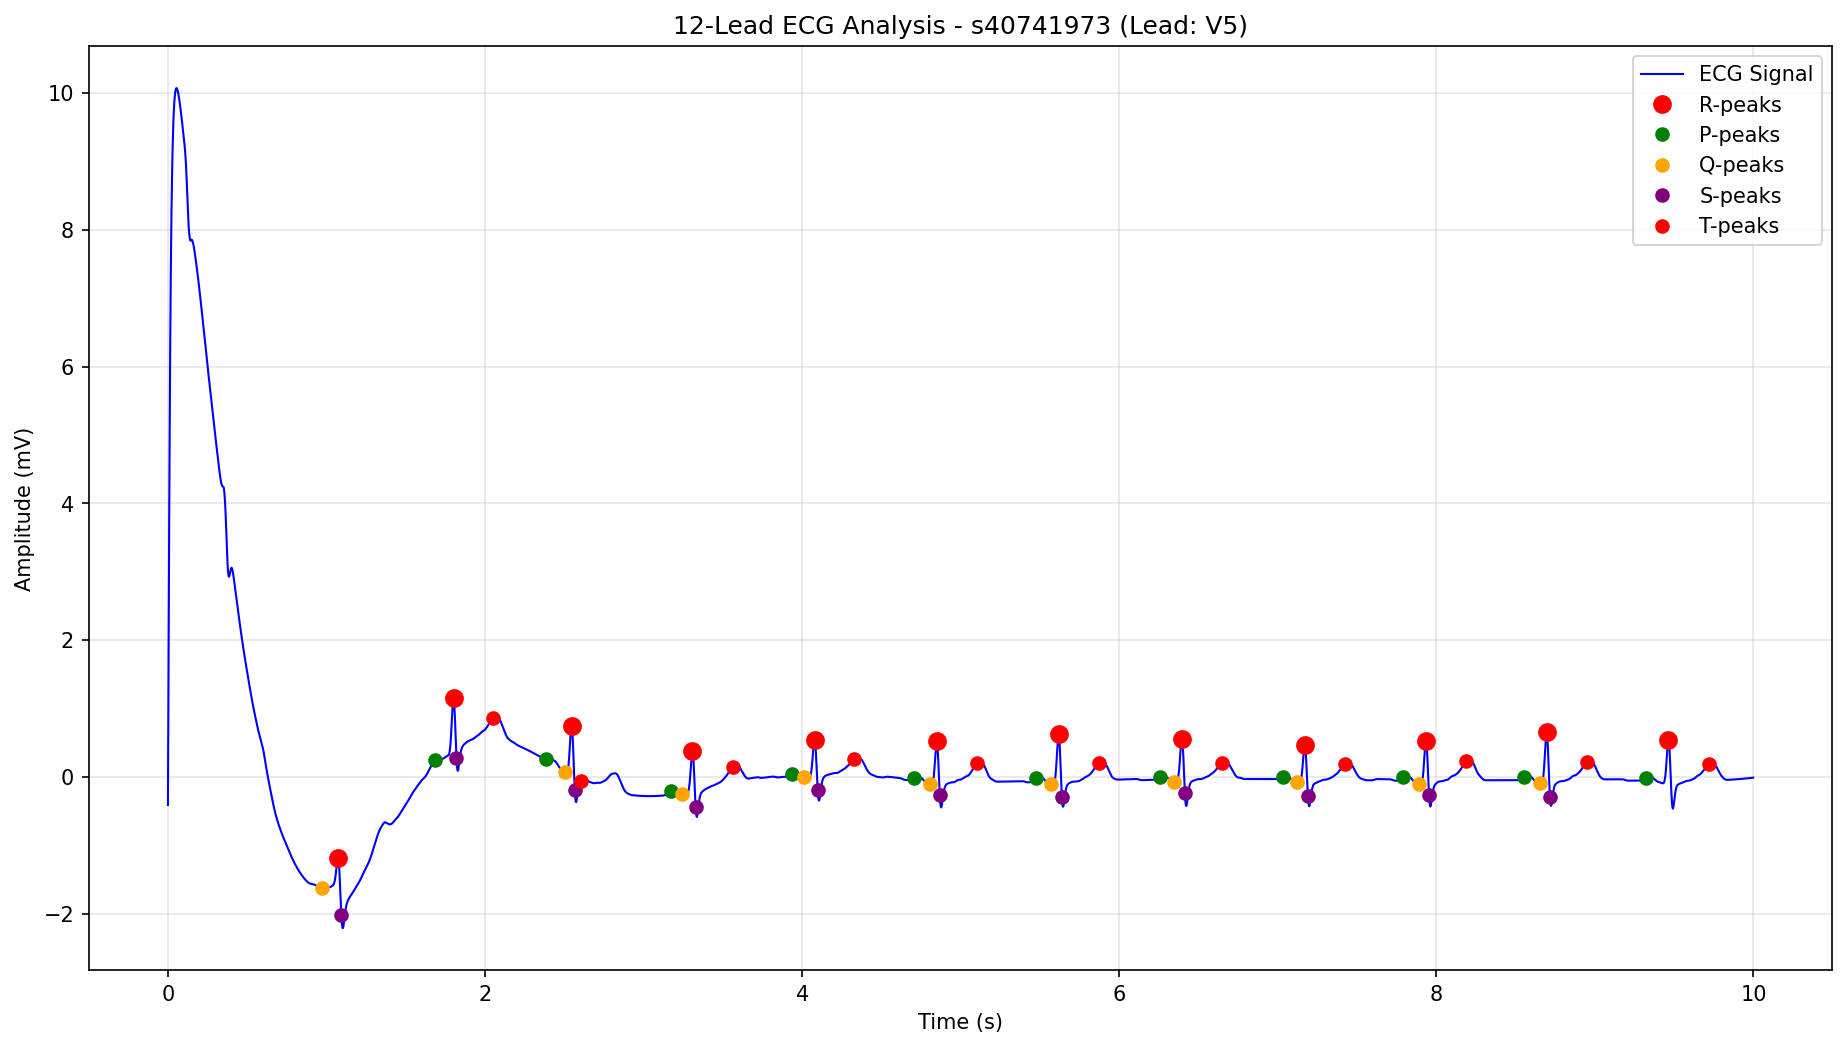 12-Lead ECG Analysis - s40741973 (Lead: V5)
ECG Signal
R-peaks
P-peaks
Q-peaks
S-peaks
T-peaks
Amplitude (mV)
10
8
6
4
2
0
−2
0 2 4 6 8 10
Time (s)